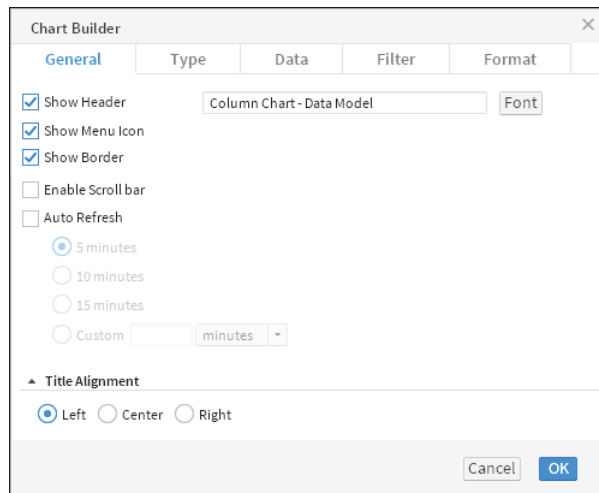 Chart Builder
General Type Data Filter Format
Show Header Column Chart - Data Model Font
Show Menu Icon
Show Border
Enable Scroll bar
Auto Refresh
5 minutes
10 minutes
15 minutes
Custom minutes
Title Alignment
Left Center Right
Cancel OK